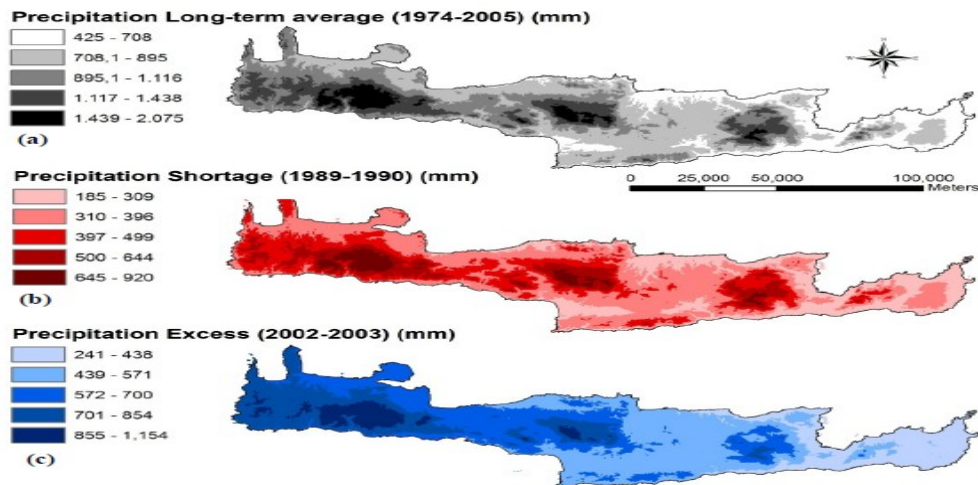 Precipitation Long-term average (1974-2005) (mm)
425 - 708
708,1 - 895
895,1 - 1.116
1.117 - 1.438
1.439 - 2.075
(a)
Precipitation Shortage (1989-1990) (mm)
0 25,000 50,000 100,000
Meters
185 - 309
310 - 396
397 - 499
500 - 644
645 - 920
(b)
Precipitation Excess (2002-2003) (mm)
241 - 438
439 - 571
572 - 700
701 - 854
855 - 1,154
(c)